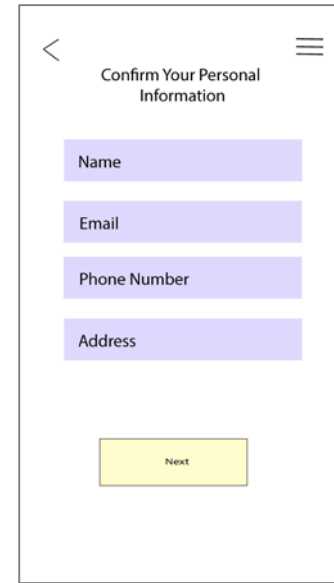 Confirm Your Personal
Information
Name
Email
Phone Number
Address
Next